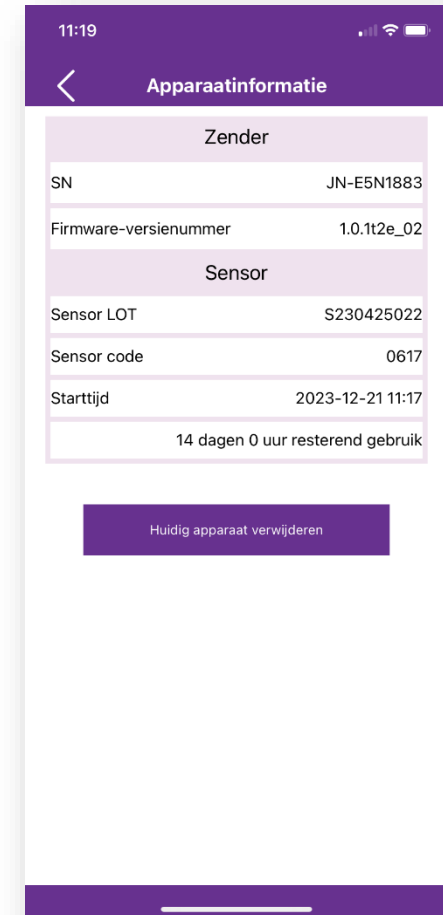 11:19
Apparaatinformatie
Zender
SN JN-E5N1883
Firmware-versienummer 1.0.1t2e_02
Sensor
Sensor LOT S230425022
Sensor code 0617
Starttijd 2023-12-21 11:17
14 dagen 0 uur resterend gebruik
Huidig apparaat verwijderen